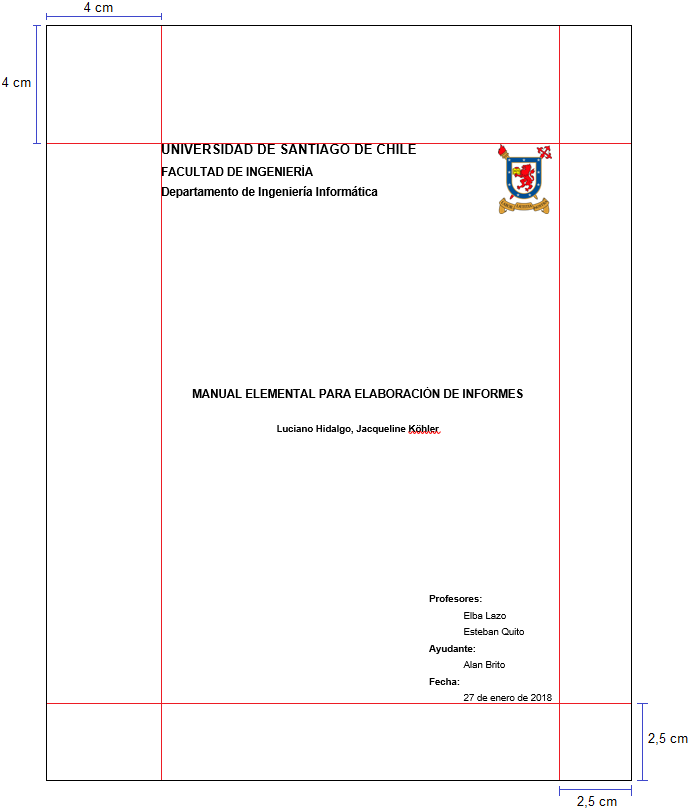 4 cm
4 cm
UNIVERSIDAD DE SANTIAGO DE CHILE
FACULTAD DE INGENIERÍA
Departamento de Ingeniería Informática
MANUAL ELEMENTAL PARA ELABORACIÓN DE INFORMES
Luciano Hidalgo, Jacqueline Köhler
Profesores:
Elba Lazo
Esteban Quito
Ayudante:
Alan Brito
Fecha:
27 de enero de 2018
2,5 cm
2,5 cm